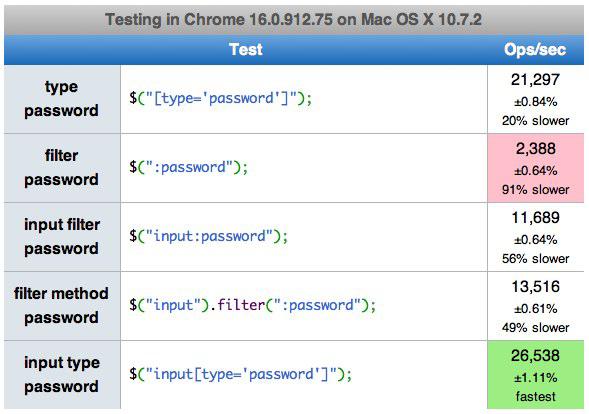 Testing in Chrome 16.0.912.75 on Mac OS X 10.7.2
Test Ops/sec
type
password
$("[type='password']");
21,297
±0.84%
20% slower
filter
password
$(":password");
2,388
±0.64%
91% slower
input filter
password
$("input:password");
11,689
±0.64%
56% slower
filter method
password
$("input").filter(":password");
13,516
±0.61%
49% slower
input type
password
$("input[type='password']");
26,538
±1.11%
fastest